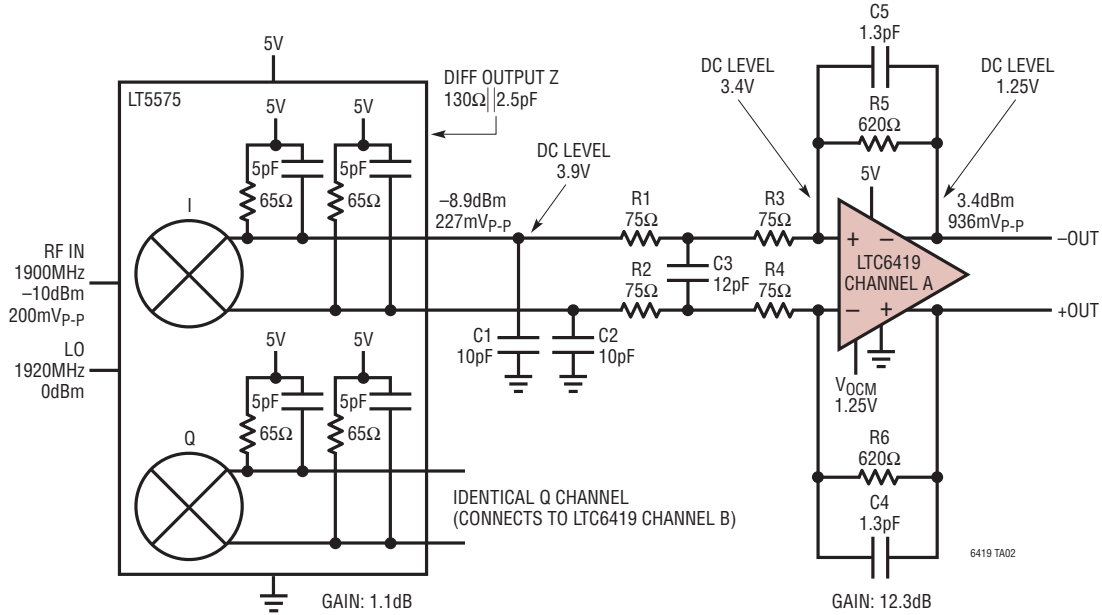 C5
1.3pF
5V
DC LEVEL
3.4V
DC LEVEL
1.25V
LT5575
DIFF OUTPUT Z
130Ω||2.5pF
R5
620Ω
5V
5V
5pF
5pF
65Ω
65Ω
DC LEVEL
3.9V
5V
I
–8.9dBm
227mVP-P
R1
75Ω
R3
75Ω
3.4dBm
936mVP-P
RF IN
1900MHz
–10dBm
200mVP-P
+ –
–OUT
R2
75Ω
C3
12pF
R4
75Ω
LTC6419
CHANNEL A
– +
+OUT
LO
1920MHz
0dBm
5V
5V
C1
10pF
C2
10pF
VOCM
1.25V
5pF
5pF
65Ω
65Ω
Q
R6
620Ω
IDENTICAL Q CHANNEL
(CONNECTS TO LTC6419 CHANNEL B)
C4
1.3pF
6419 TA02
GAIN: 1.1dB
GAIN: 12.3dB